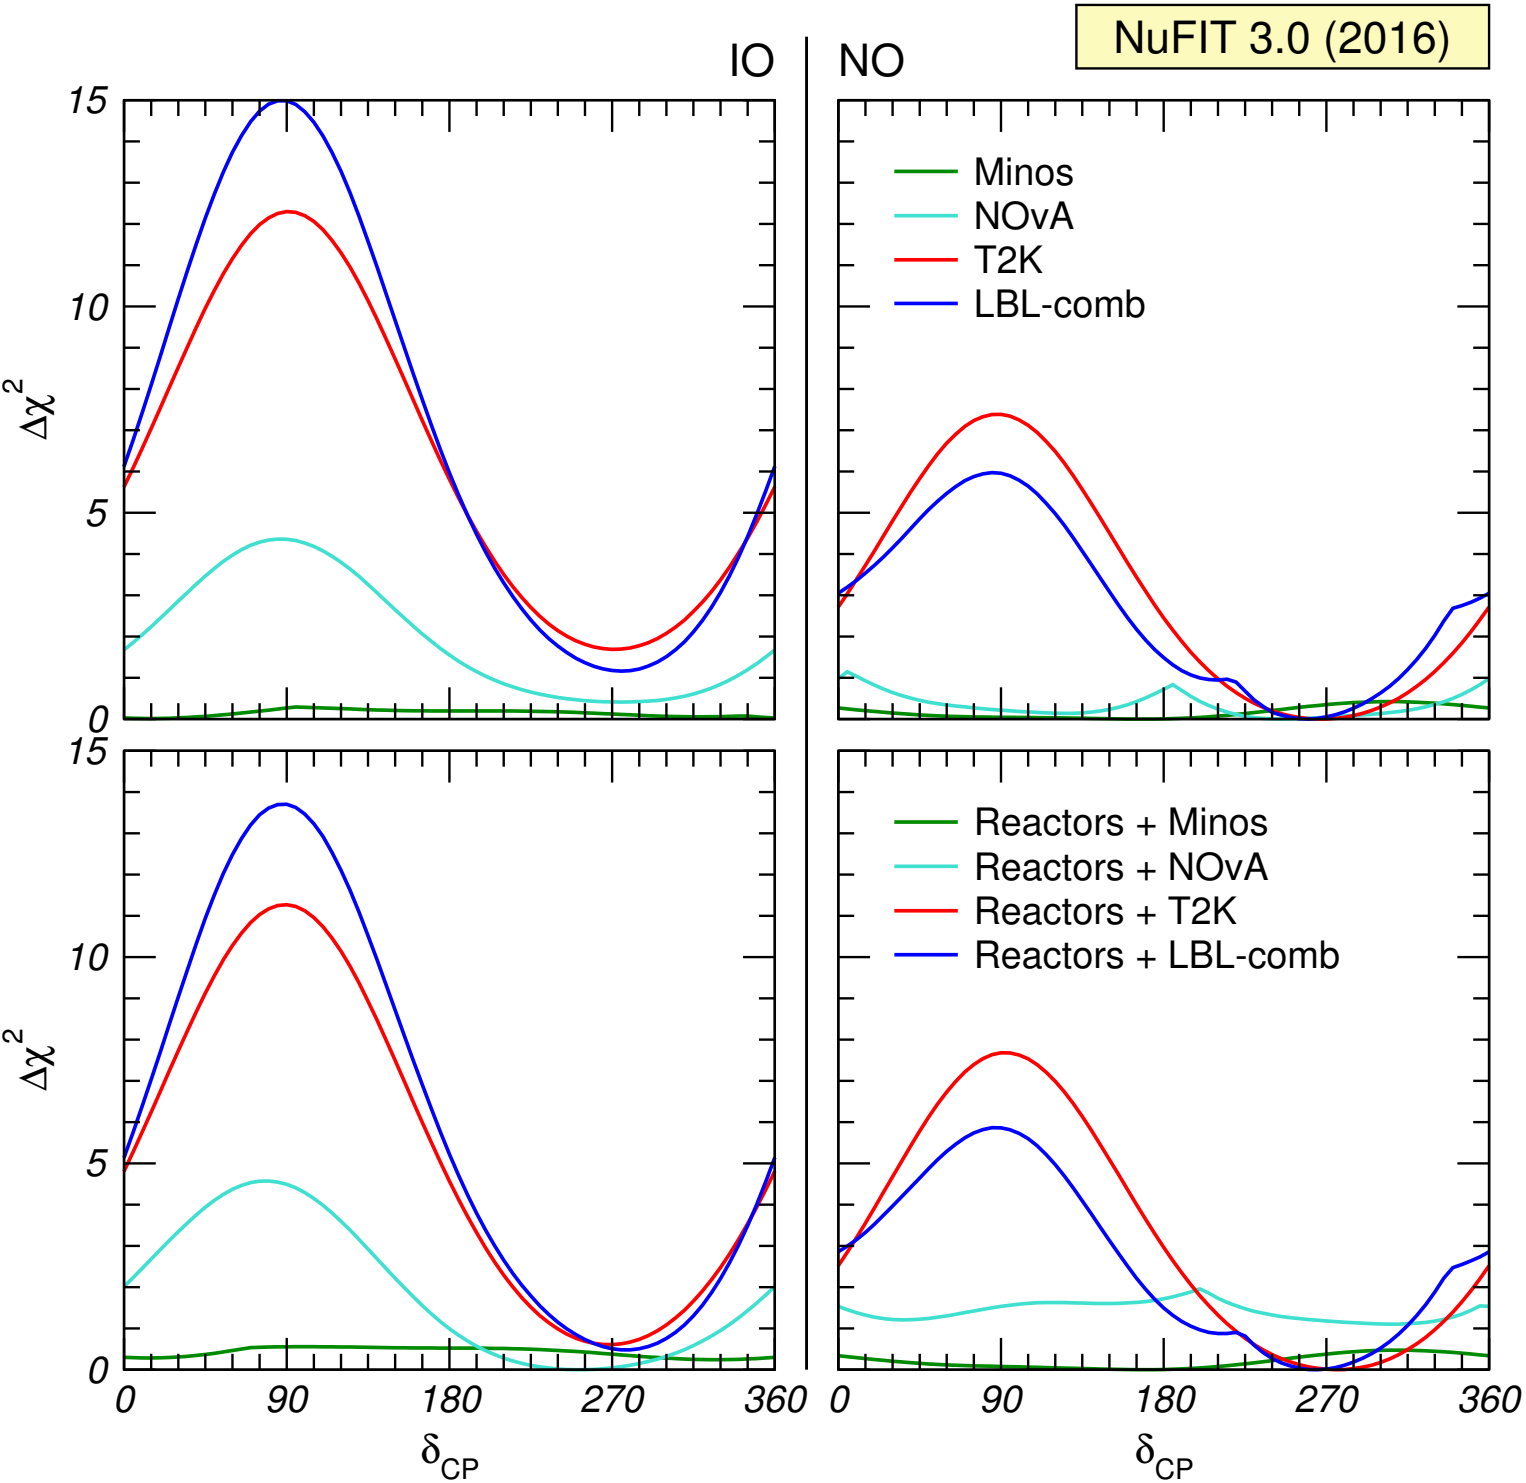 NuFIT 3.0 (2016)
IO
NO
15
10
5
0
Δχ²
Minos
NOvA
T2K
LBL-comb
15
10
5
0
Δχ²
Reactors + Minos
Reactors + NOvA
Reactors + T2K
Reactors + LBL-comb
0 90 180 270 360
0 90 180 270 360
δCP
δCP